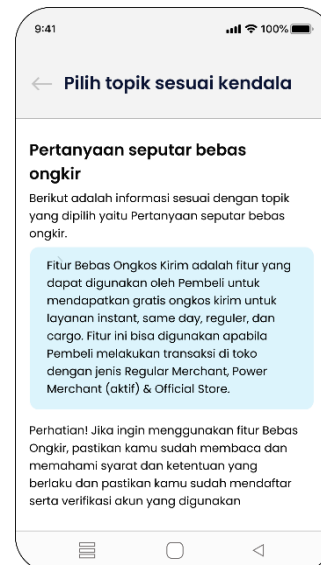 9:41
100%
Pilih topik sesuai kendala
Pertanyaan seputar bebas
ongkir
Berikut adalah informasi sesuai dengan topik
yang dipilih yaitu Pertanyaan seputar bebas
ongkir.
Fitur Bebas Ongkos Kirim adalah fitur yang
dapat digunakan oleh Pembeli untuk
mendapatkan gratis ongkos kirim untuk
layanan instant, same day, reguler, dan
cargo. Fitur ini bisa digunakan apabila
Pembeli melakukan transaksi di toko
dengan jenis Regular Merchant, Power
Merchant (aktif) & Official Store.
Perhatian! Jika ingin menggunakan fitur Bebas
Ongkir, pastikan kamu sudah membaca dan
memahami syarat dan ketentuan yang
berlaku dan pastikan kamu sudah mendaftar
serta verifikasi akun yang digunakan